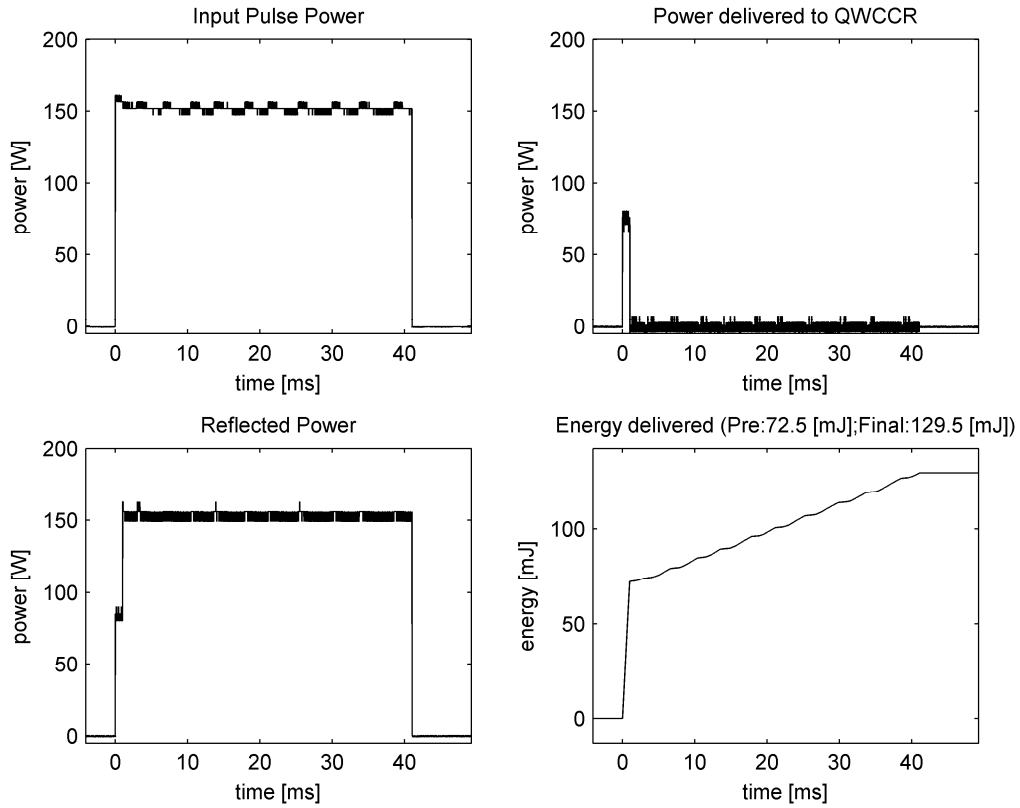 Input Pulse Power
200
150
100
50
0
power [W]
0 10 20 30 40
time [ms]
Power delivered to QWCCR
200
150
100
50
0
power [W]
0 10 20 30 40
time [ms]
Reflected Power
200
150
100
50
0
power [W]
0 10 20 30 40
time [ms]
Energy delivered (Pre:72.5 [mJ];Final:129.5 [mJ])
100
50
0
energy [mJ]
0 10 20 30 40
time [ms]